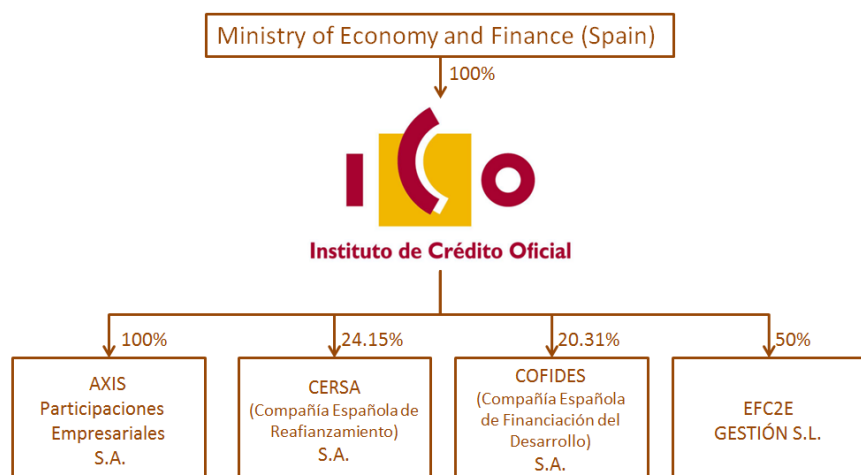 Ministry of Economy and Finance (Spain)
100%
ICO
Instituto de Crédito Oficial
100%
24.15%
20.31%
50%
AXIS
Participaciones
Empresariales
S.A.
CERSA
(Compañía Española de
Reafianzamiento)
S.A.
COFIDES
(Compañía Española
de Financiación del
Desarrollo)
S.A.
EFC2E
GESTIÓN S.L.